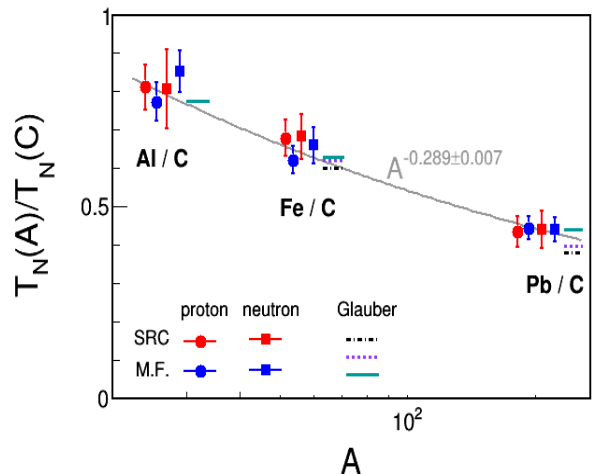 1
T_N(A)/T_N(C)
Al / C
A^-0.289±0.007
Fe / C
0.5
Pb / C
proton neutron Glauber
SRC
M.F.
0
10^2
A